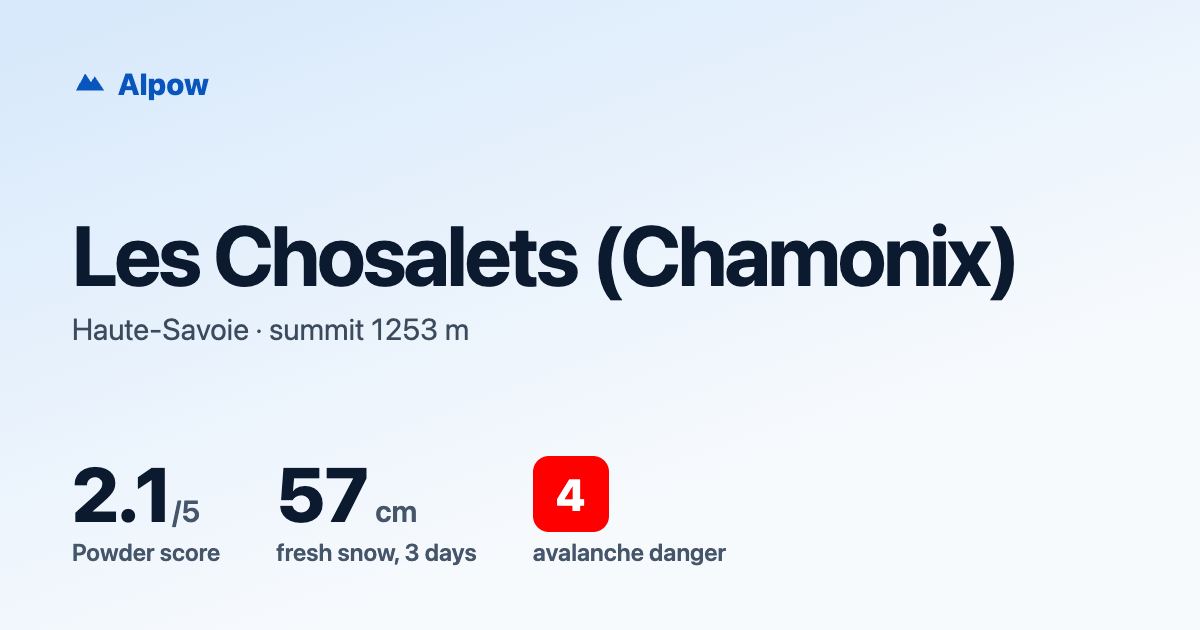 Alpow
Les Chosalets (Chamonix)
Haute-Savoie · summit 1253 m
2.1/5
Powder score
57 cm
fresh snow, 3 days
4
avalanche danger